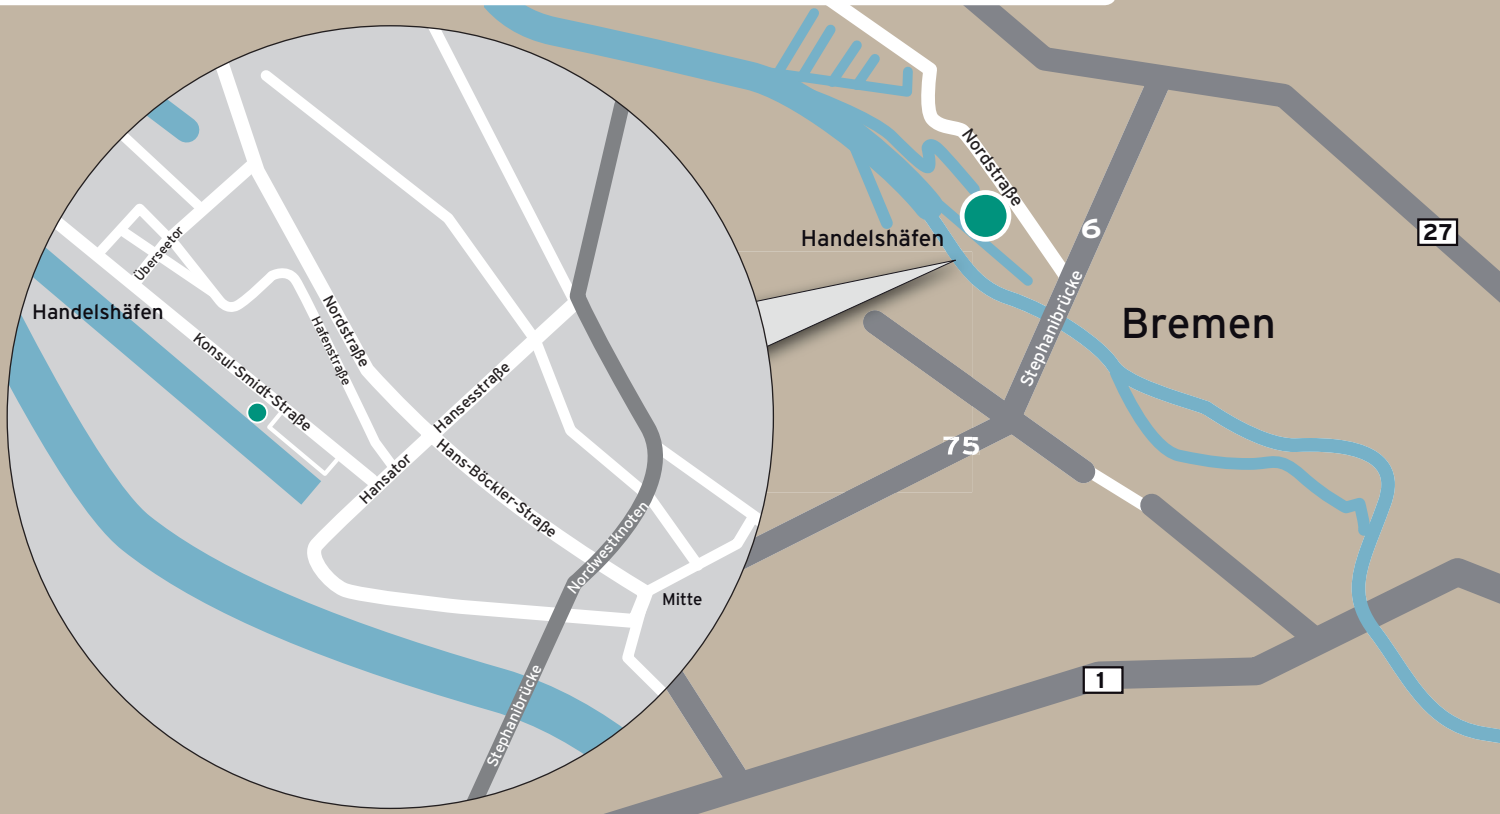 Nordstraße
6
27
Handelshäfen
Stephanibrücke
Bremen
75
1
Überseetor
Handelshäfen
Nordstraße
Hafenstraße
Konsul-Smidt-Straße
Hansesstraße
Hansator
Hans-Böckler-Straße
Nordwestknoten
Mitte
Stephanibrücke